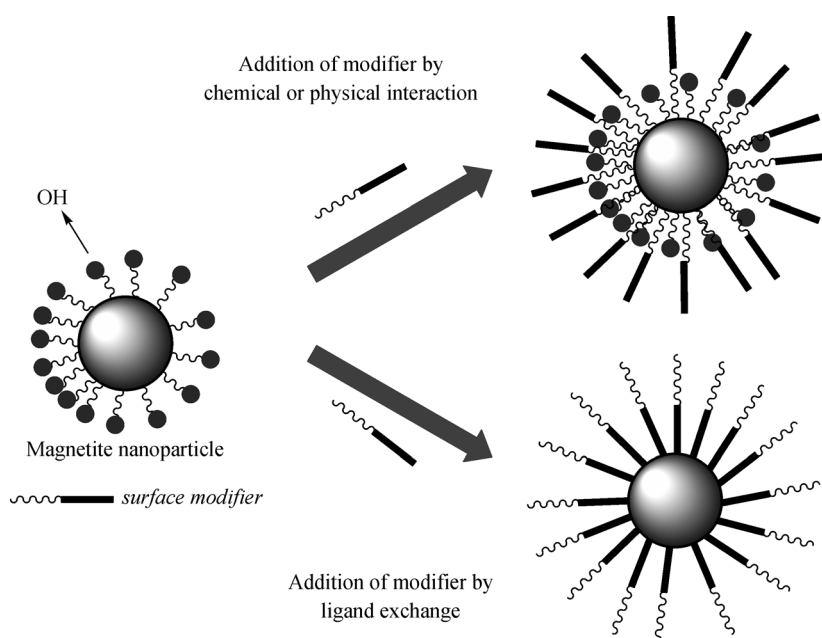 Addition of modifier by
chemical or physical interaction
OH
Magnetite nanoparticle
surface modifier
Addition of modifier by
ligand exchange